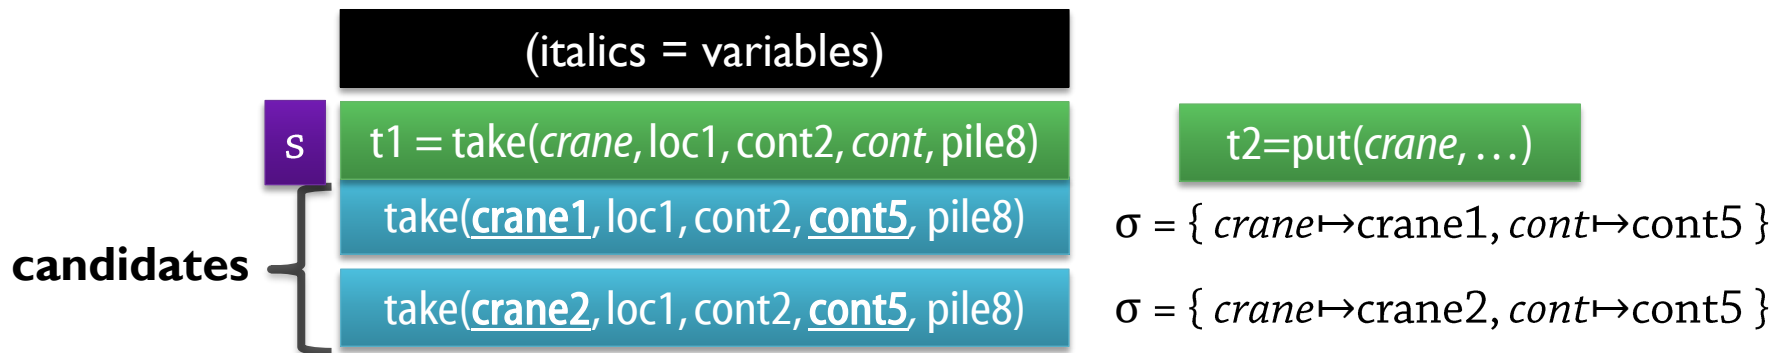 (italics = variables)
s
t1 = take(crane, loc1, cont2, cont, pile8)
t2=put(crane, …)
candidates
take(crane1, loc1, cont2, cont5, pile8)
σ = { crane↦crane1, cont↦cont5 }
take(crane2, loc1, cont2, cont5, pile8)
σ = { crane↦crane2, cont↦cont5 }